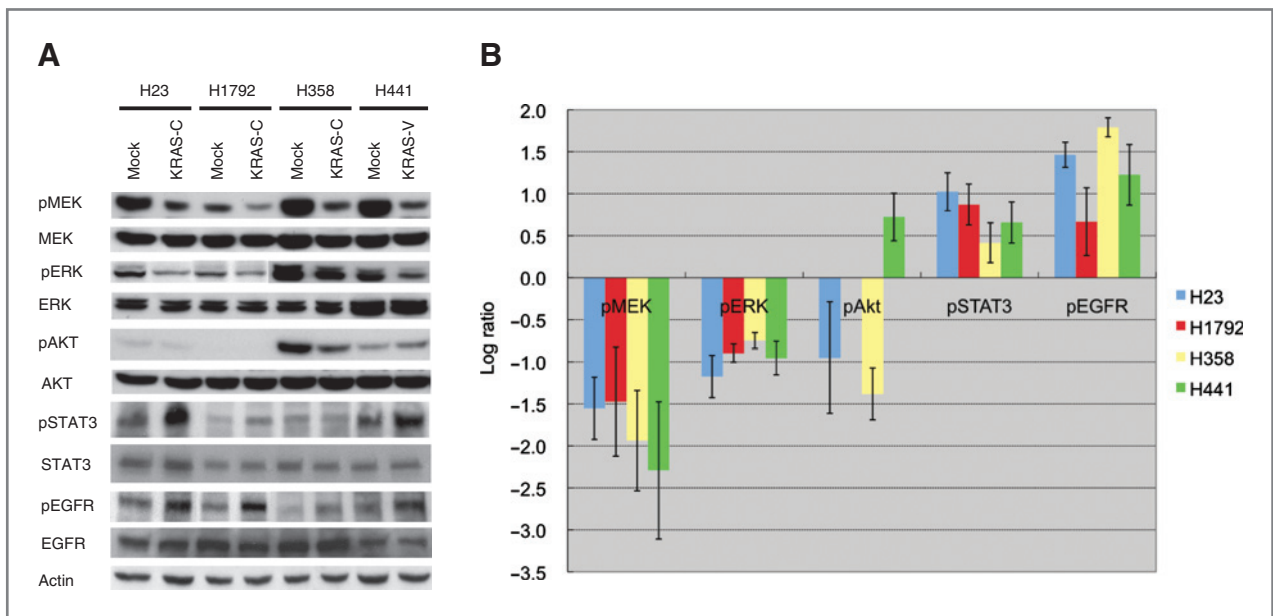 A
H23 H1792 H358 H441
Mock KRAS-C Mock KRAS-C Mock KRAS-C Mock KRAS-V
pMEK
MEK
pERK
ERK
pAKT
AKT
pSTAT3
STAT3
pEGFR
EGFR
Actin
B
2.0
1.5
1.0
0.5
0.0
−0.5
−1.0
−1.5
−2.0
−2.5
−3.0
−3.5
Log ratio
pMEK pERK pAkt pSTAT3 pEGFR
H23
H1792
H358
H441